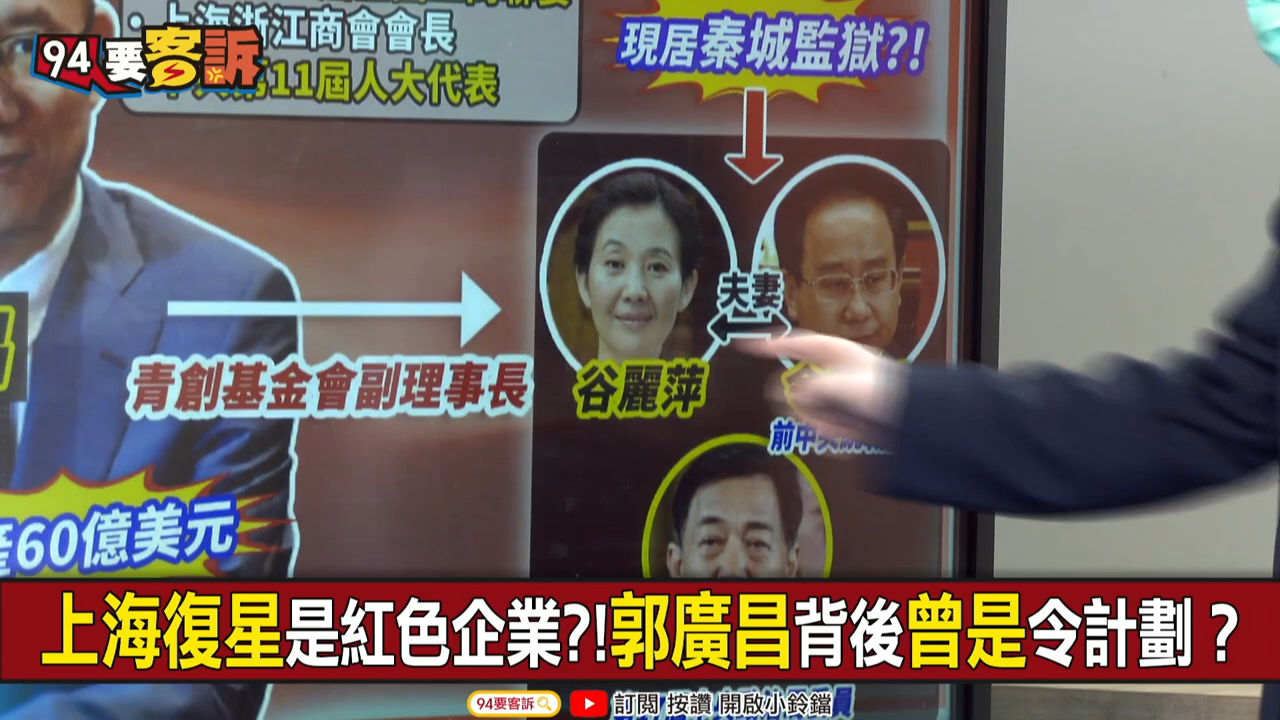 94要客訴
上海浙江商會會長
第11屆人大代表
現居秦城監獄?!
夫妻
青創基金會副理事長
谷麗萍
前中央
60億美元
上海復星是紅色企業?!郭廣昌背後曾是令計劃？
94要客訴
訂閱 按讚 開啟小鈴鐺